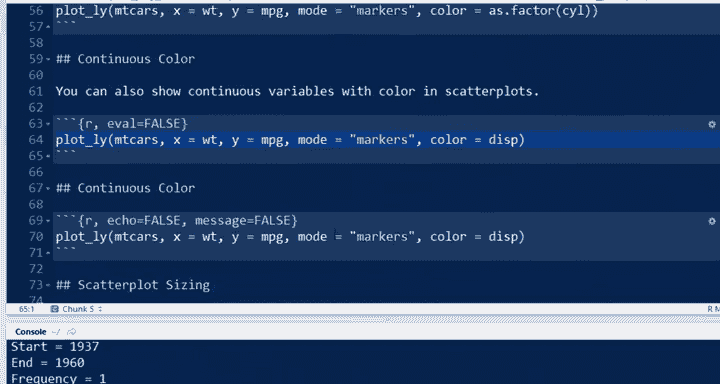 56 plot_ly(mtcars, x = wt, y = mpg, mode = "markers", color = as.factor(cyl))
57 ```
58
59 ## Continuous Color
60
61 You can also show continuous variables with color in scatterplots.
62
63 ```{r, eval=FALSE}
64 plot_ly(mtcars, x = wt, y = mpg, mode = "markers", color = disp)
65 ```
66
67 ## Continuous Color
68
69 ```{r, echo=FALSE, message=FALSE}
70 plot_ly(mtcars, x = wt, y = mpg, mode = "markers", color = disp)
71 ```
72
73 ## Scatterplot Sizing
74
65:1 Chunk 5 R M
Console ~/
Start = 1937
End = 1960
Frequency = 1